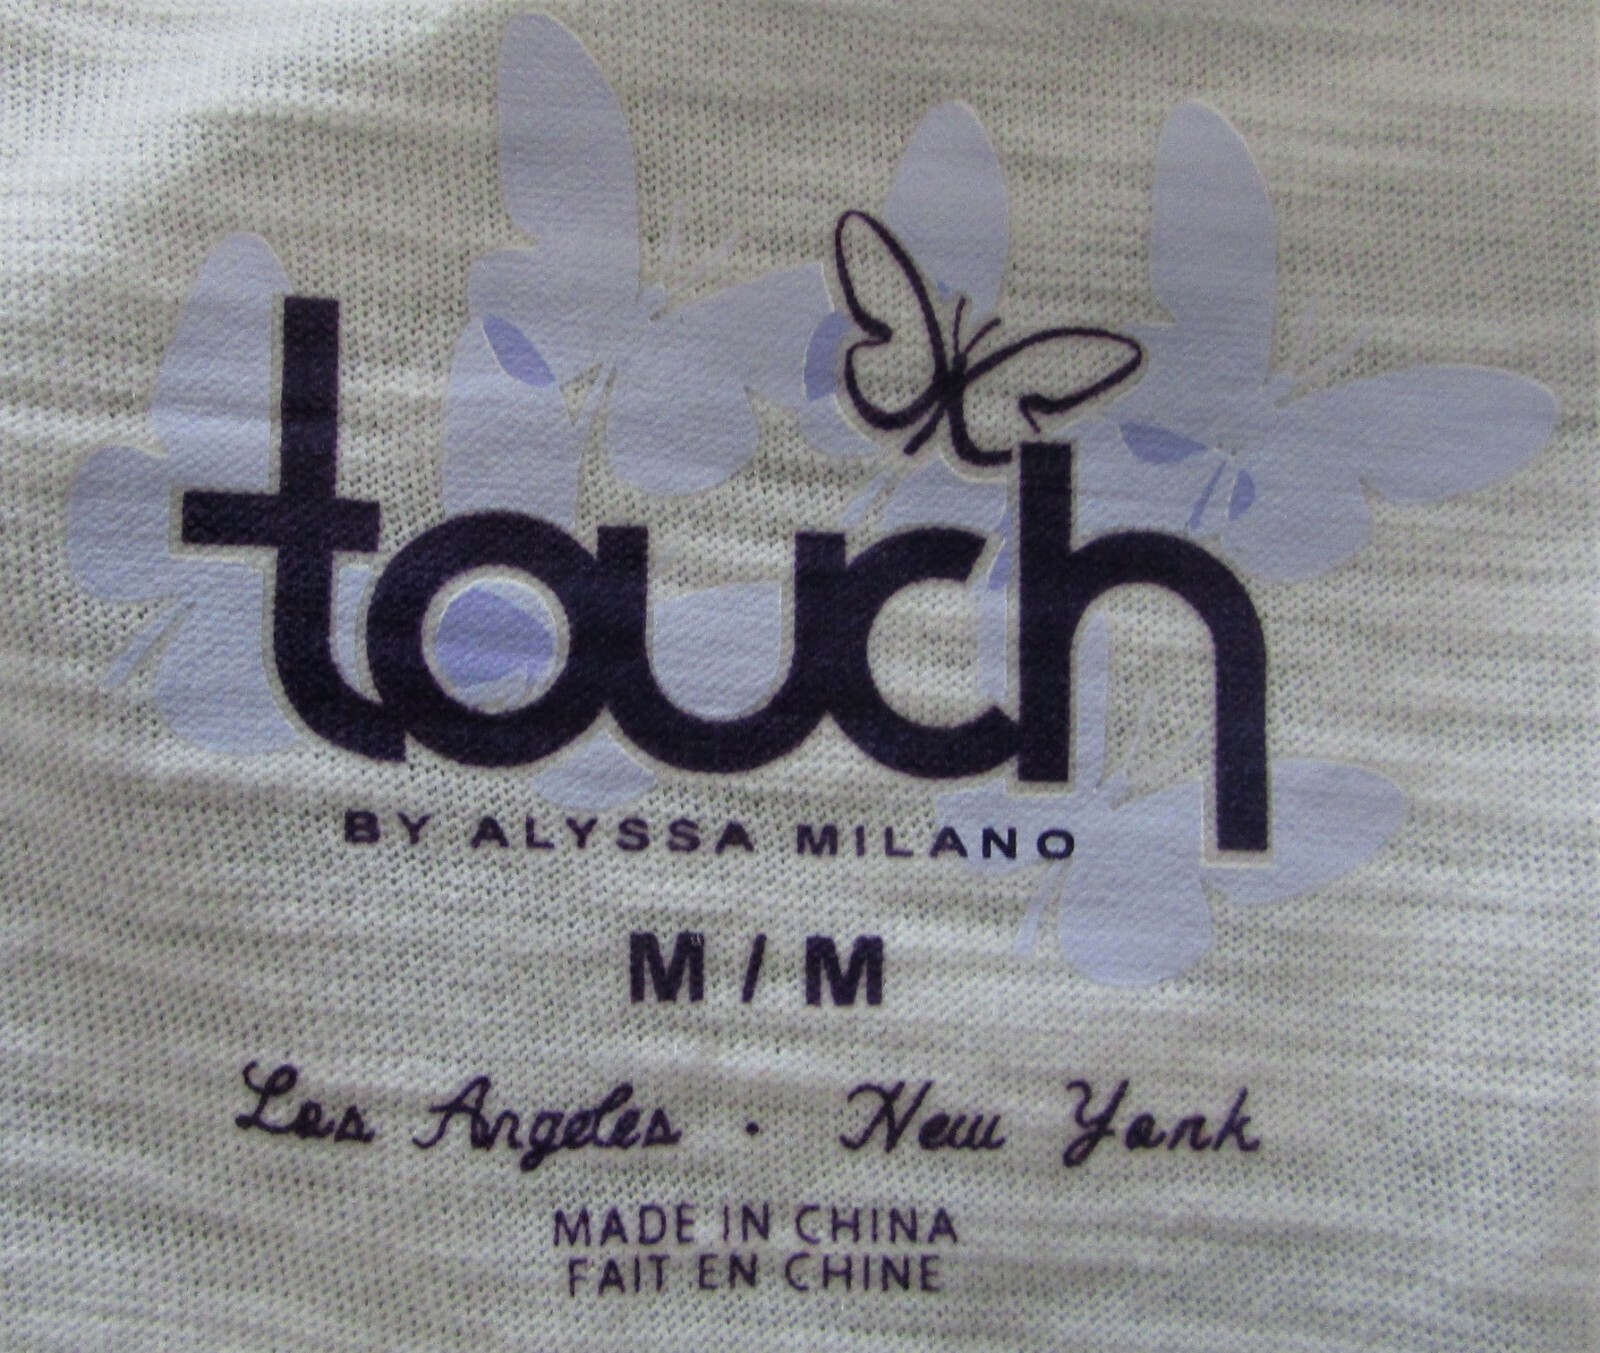 touch
BY ALYSSA MILANO
M / M
Los Angeles · New York
MADE IN CHINA
FAIT EN CHINE